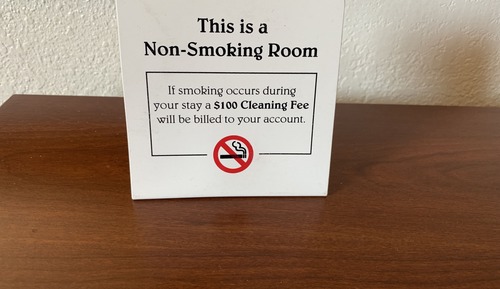 This is a
Non-Smoking Room
If smoking occurs during
your stay a $100 Cleaning Fee
will be billed to your account.